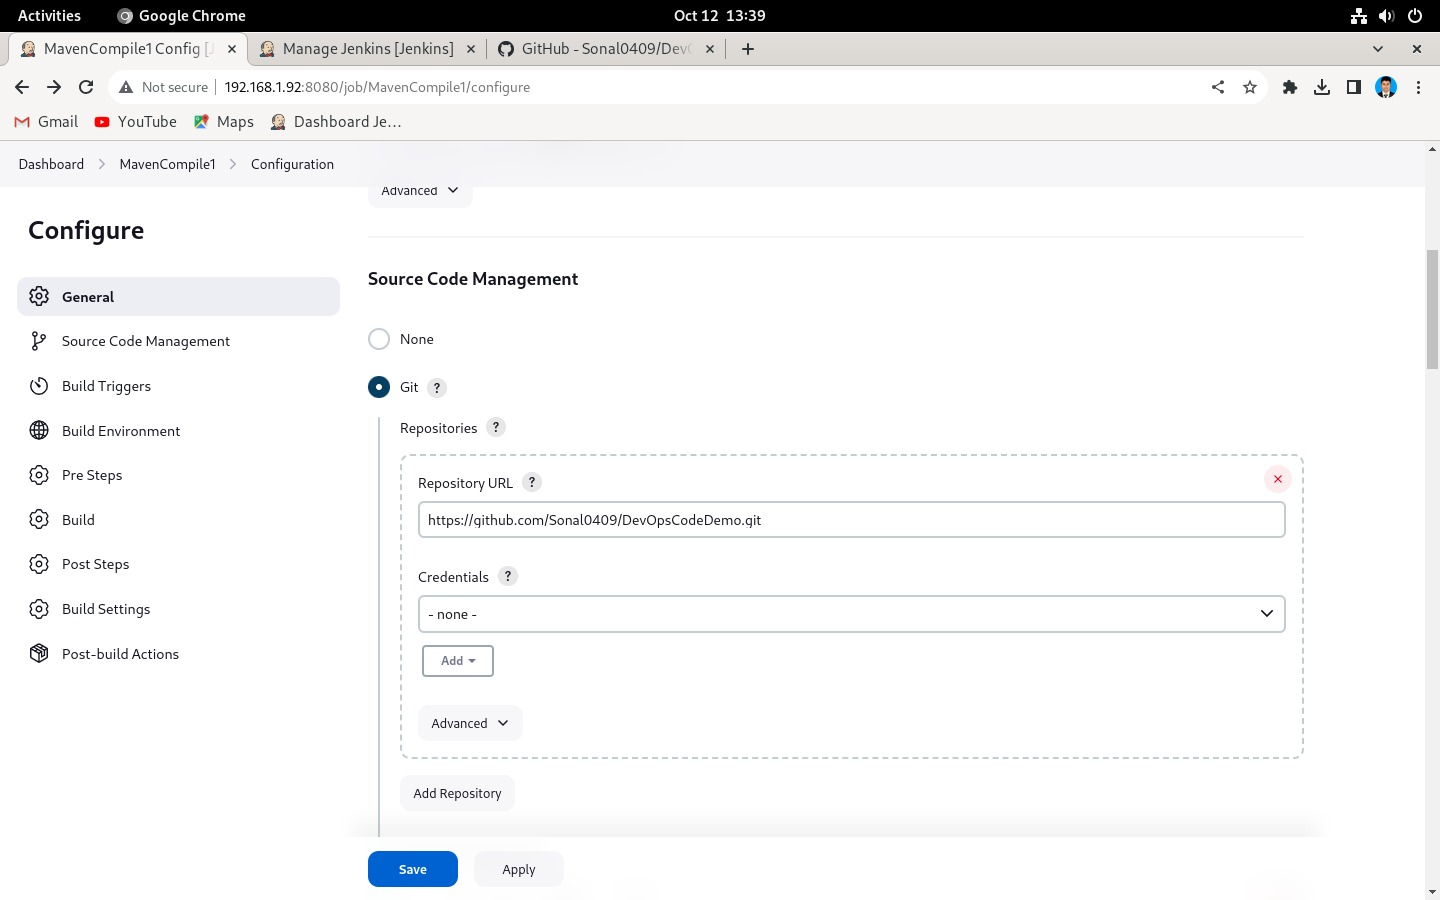 Activities Google Chrome Oct 12 13:39
MavenCompile1 Config [J Manage Jenkins [Jenkins] GitHub - Sonal0409/DevO
Not secure 192.168.1.92:8080/job/MavenCompile1/configure
Gmail YouTube Maps Dashboard Je...
Dashboard MavenCompile1 Configuration
Advanced
Configure
General
Source Code Management
Build Triggers
Build Environment
Pre Steps
Build
Post Steps
Build Settings
Post-build Actions
Source Code Management
None
Git ?
Repositories ?
Repository URL ?
https://github.com/Sonal0409/DevOpsCodeDemo.git
Credentials ?
- none -
Add
Advanced
Add Repository
Save Apply